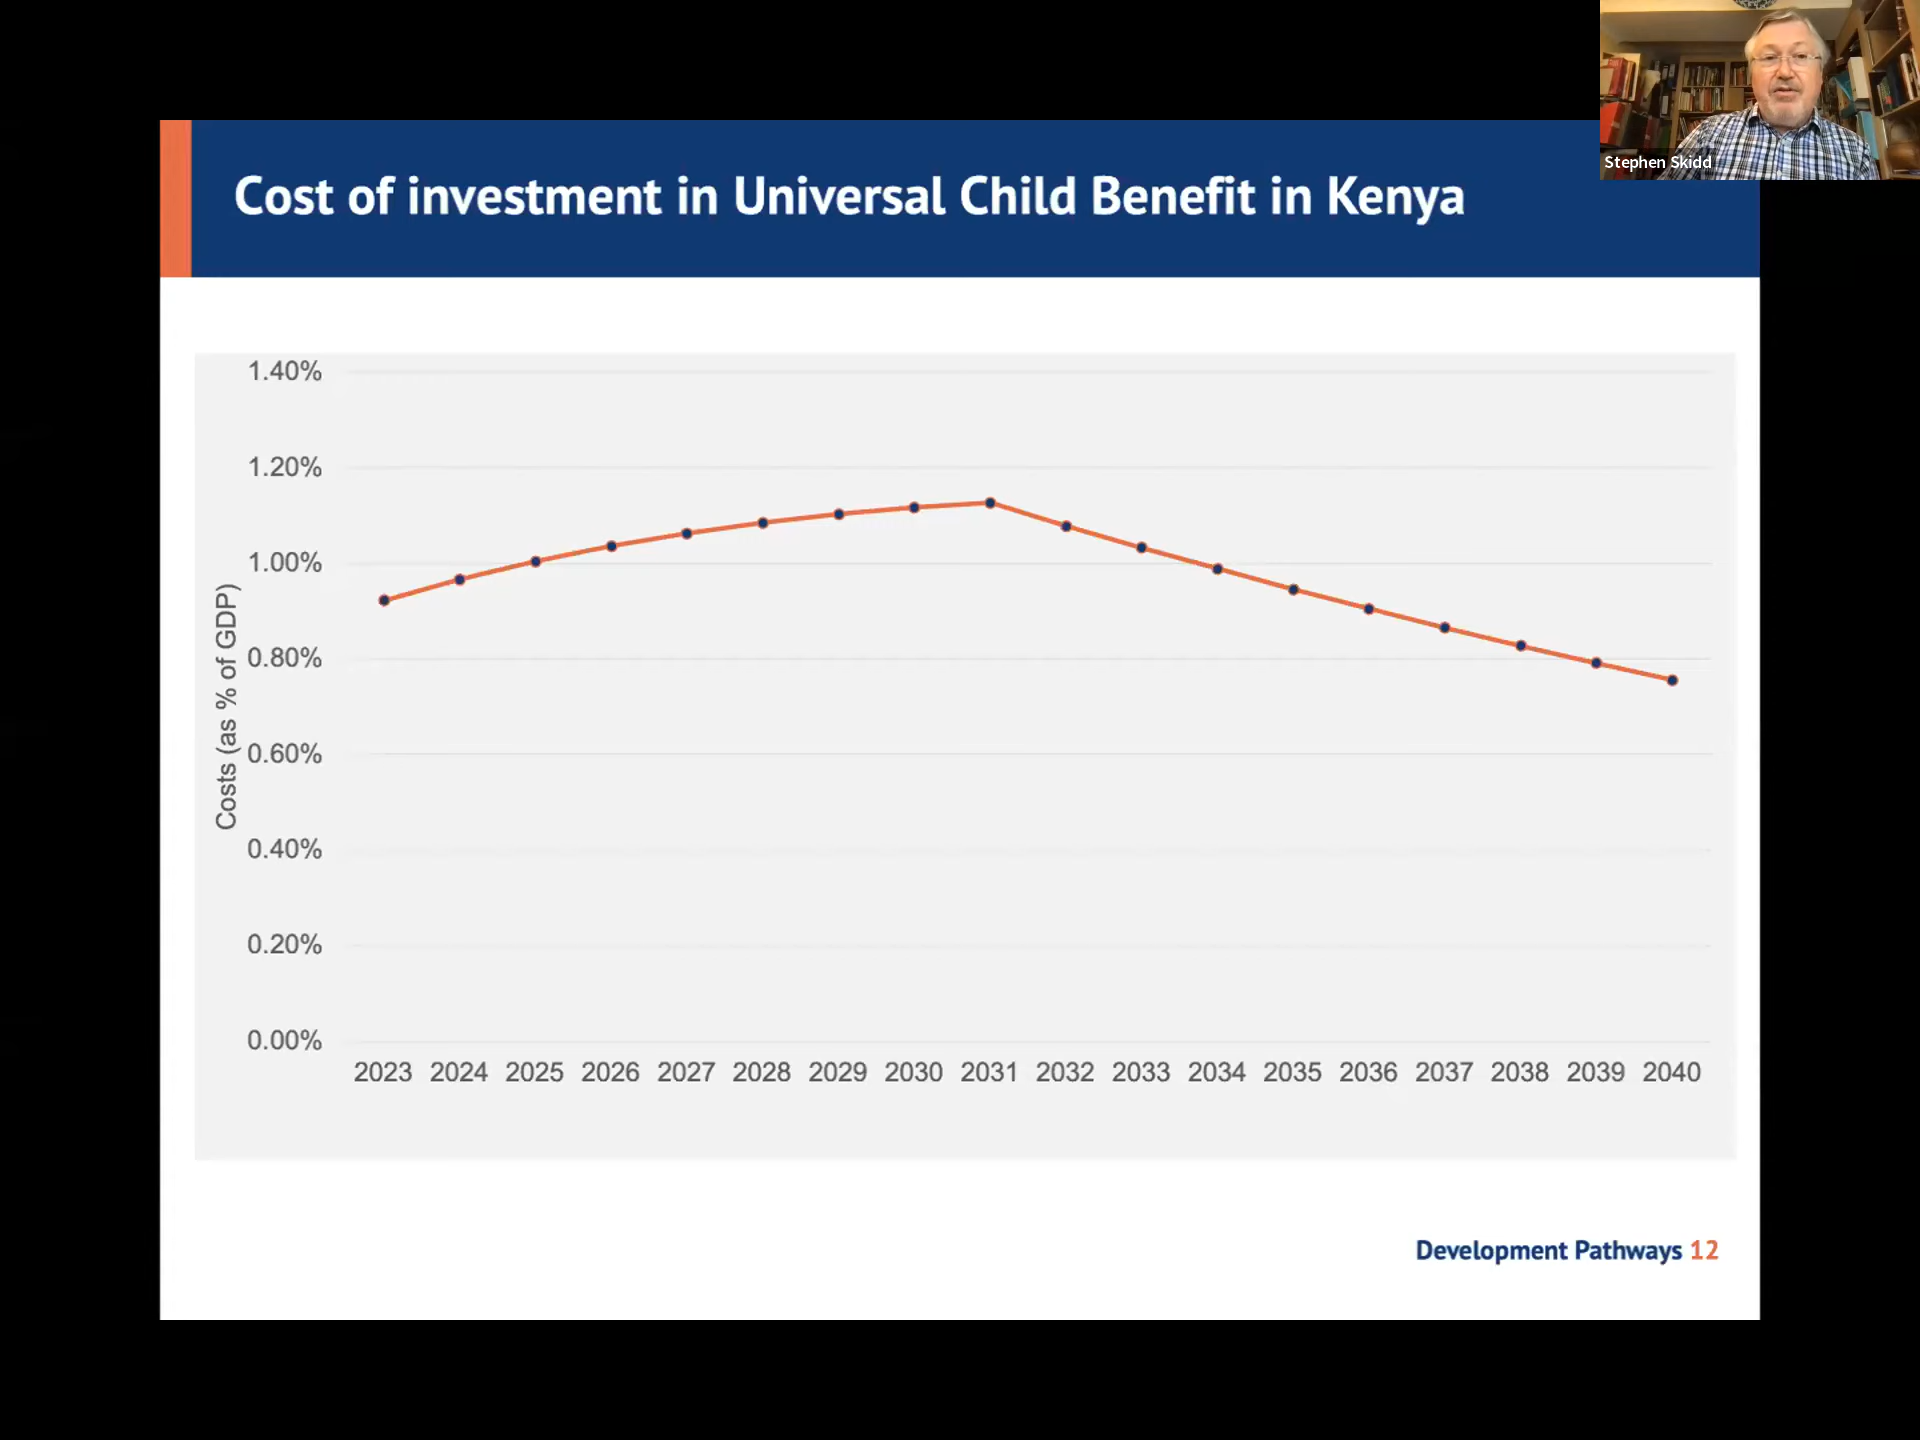 Stephen Skidd
Cost of investment in Universal Child Benefit in Kenya
1.40%
1.20%
1.00%
0.80%
0.60%
0.40%
0.20%
0.00%
Costs (as % of GDP)
2023 2024 2025 2026 2027 2028 2029 2030 2031 2032 2033 2034 2035 2036 2037 2038 2039 2040
Development Pathways 12